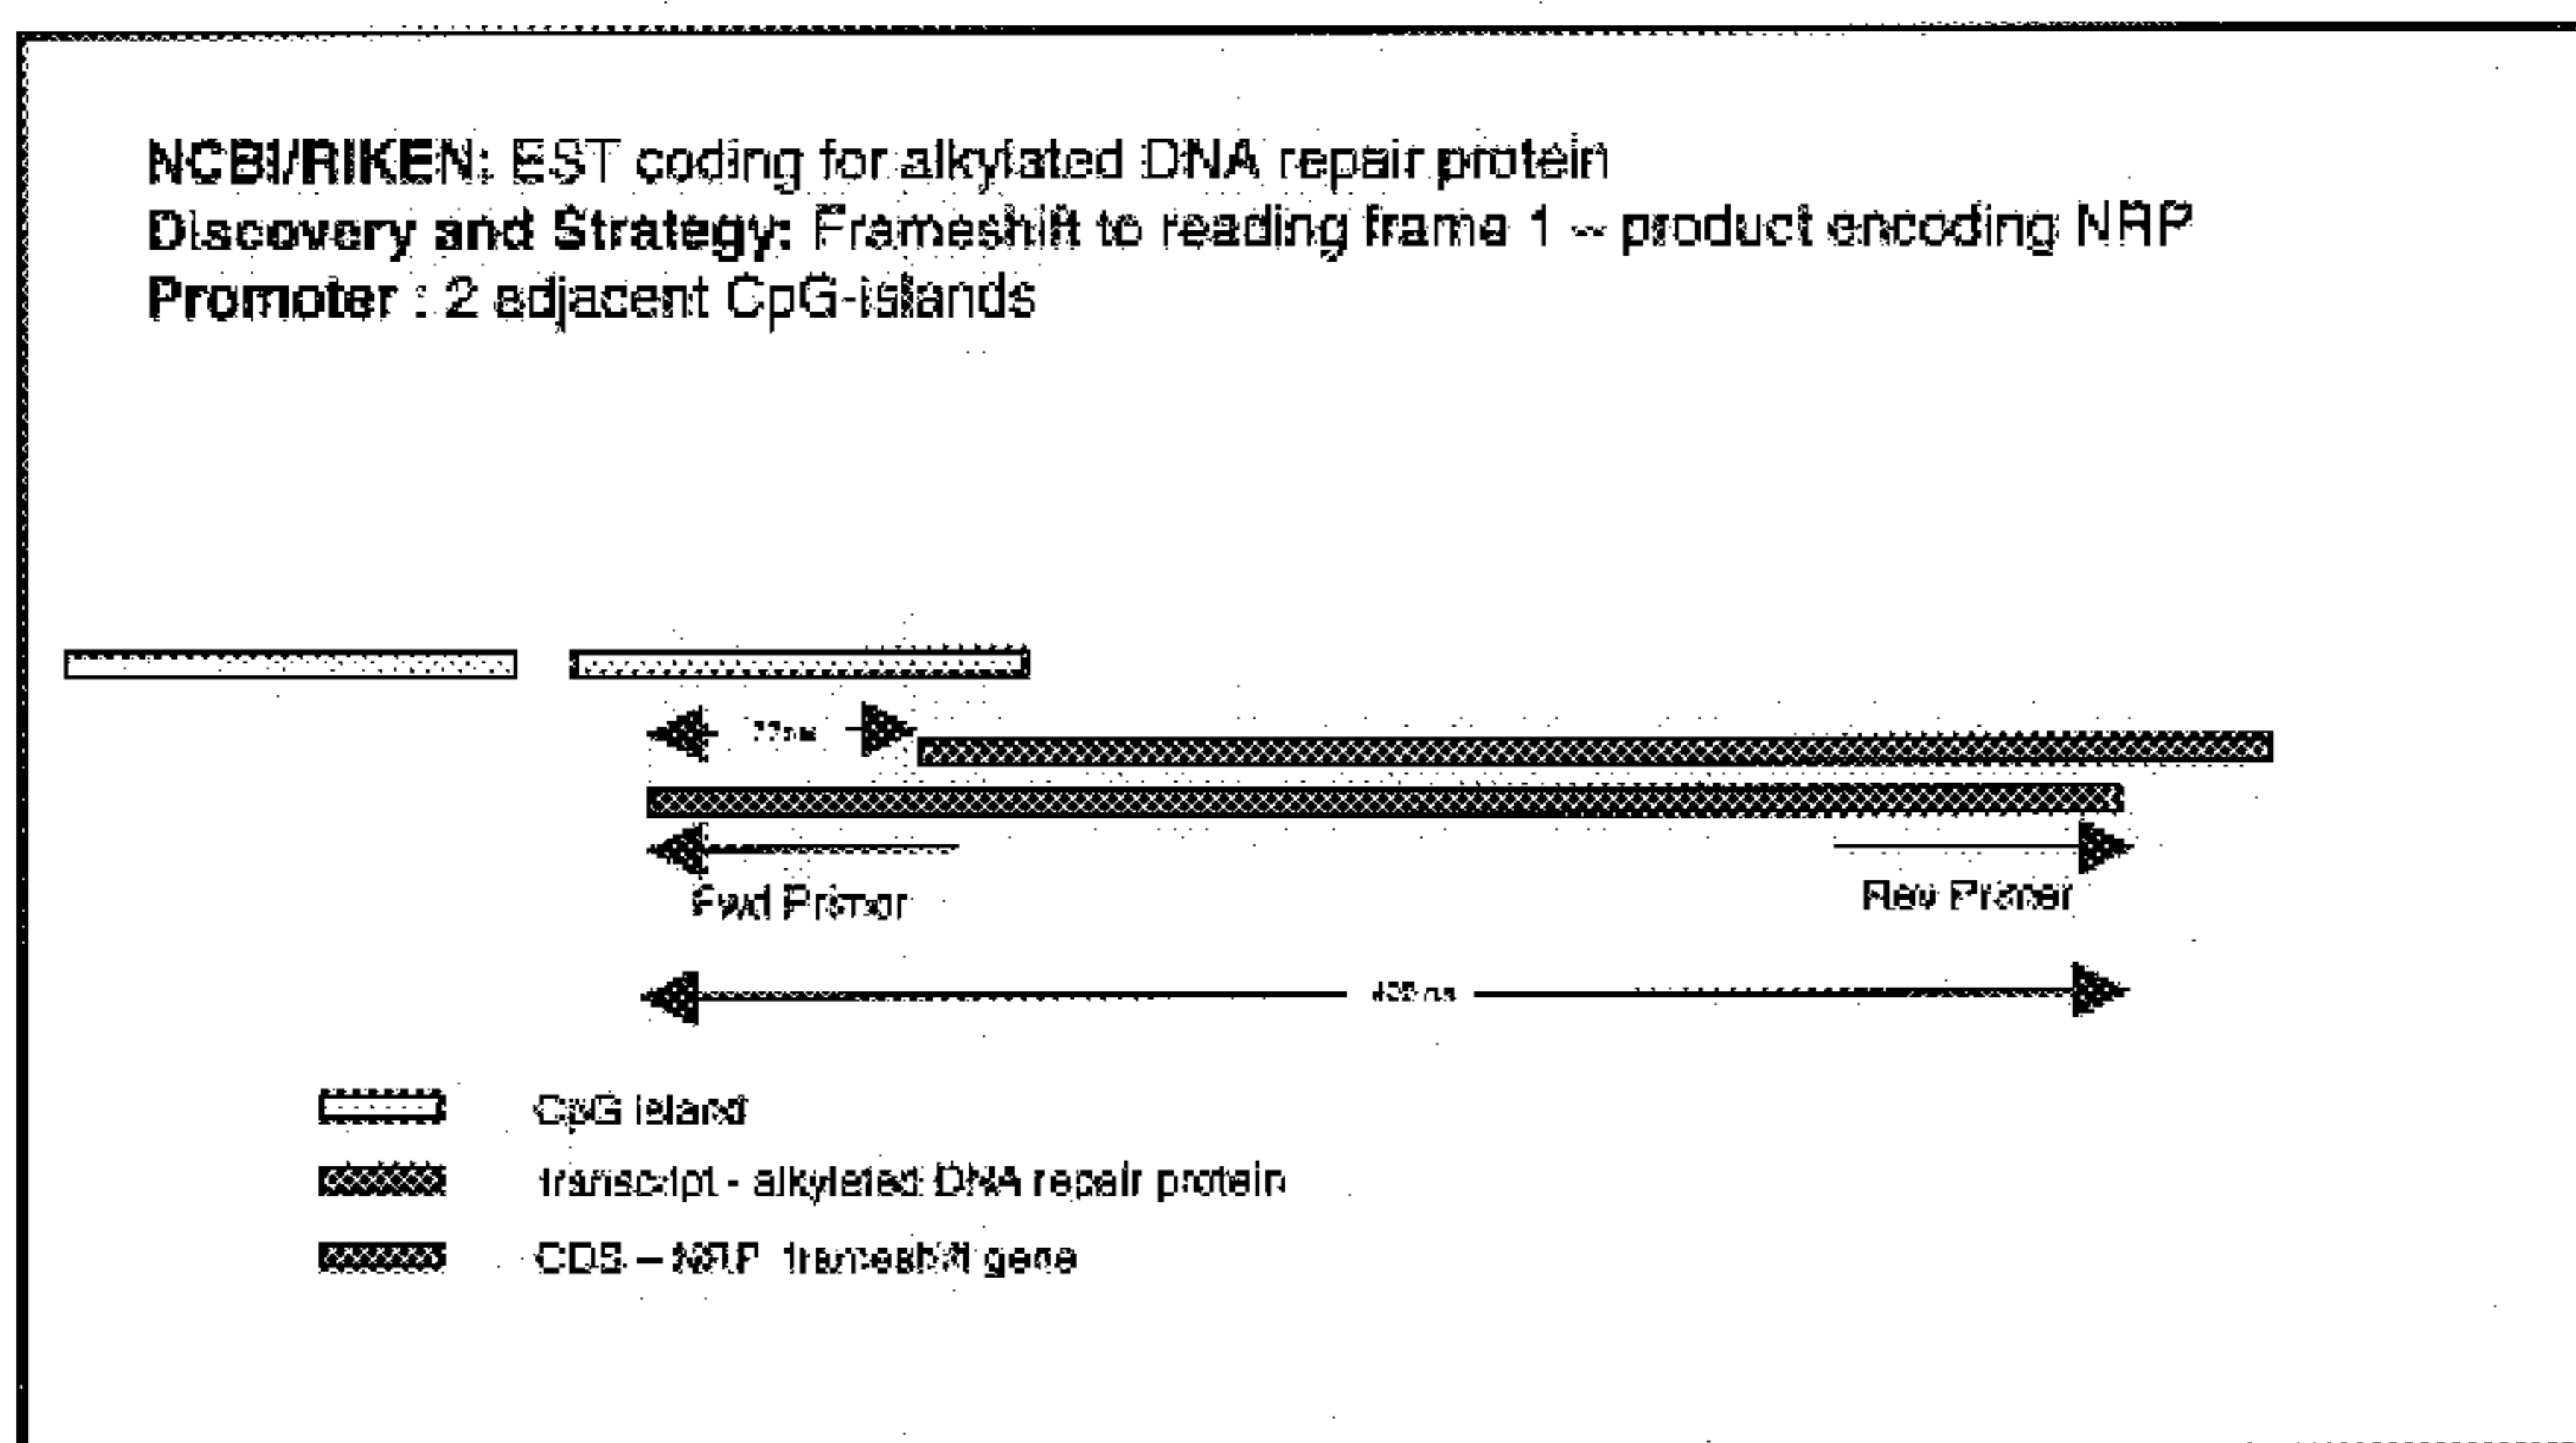 NCBI/RIKEN: EST coding for alkylated DNA repair protein
Discovery and Strategy: Frameshift to reading frame 1 – product encoding NRP
Promoter : 2 adjacent CpG-islands
Fwd Primer
Rev Primer
CpG island
transcript - alkylated DNA repair protein
CDS – NRP frameshift gene